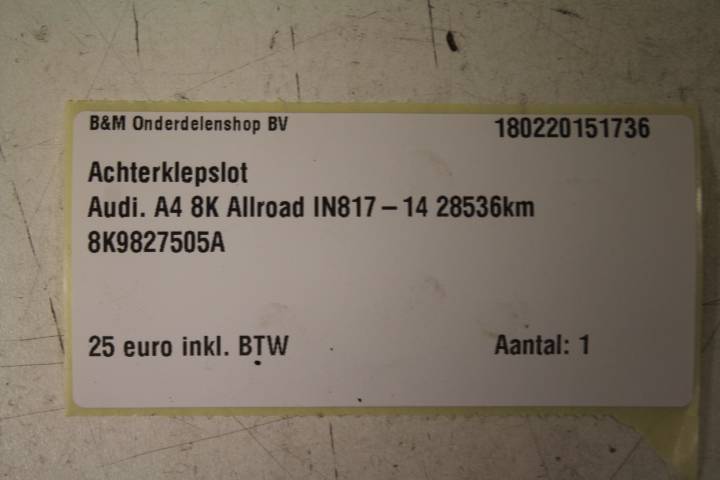 B&M Onderdelenshop BV 180220151736
Achterklepslot
Audi. A4 8K Allroad IN817 – 14 28536km
8K9827505A
25 euro inkl. BTW Aantal: 1